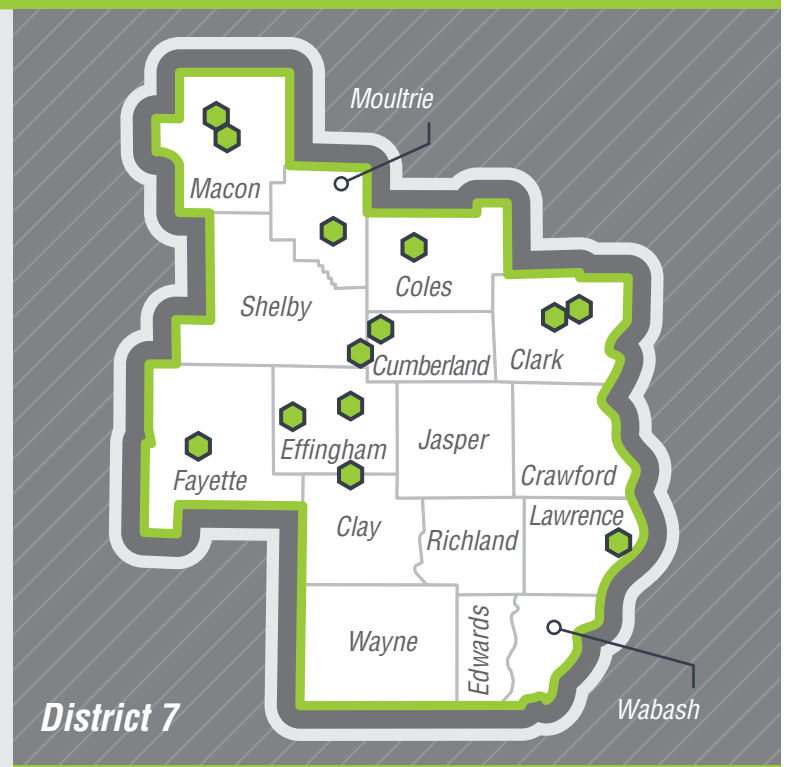 Moultrie
Macon
Coles
Shelby
Cumberland
Clark
Effingham
Jasper
Fayette
Crawford
Lawrence
Clay
Richland
Wayne
Edwards
Wabash
District 7